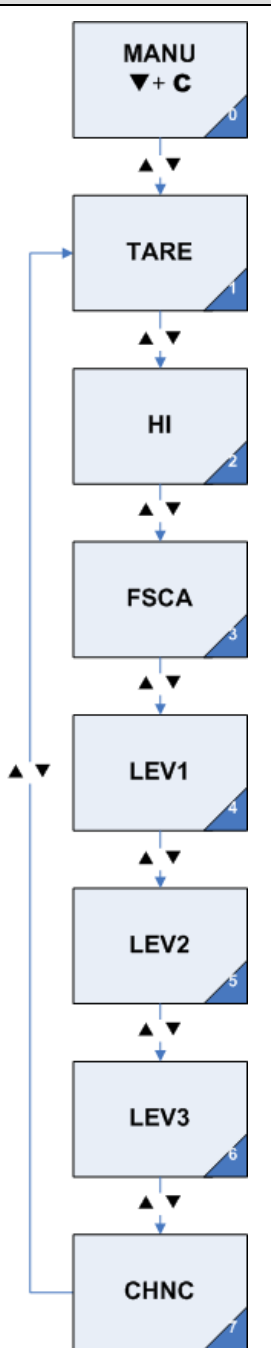 MANU
▼+ C
0
▲ ▼
TARE
1
▲ ▼
HI
2
▲ ▼
FSCA
3
▲ ▼
LEV1
4
▲ ▼
▲ ▼
LEV2
5
▲ ▼
LEV3
6
▲ ▼
CHNC
7